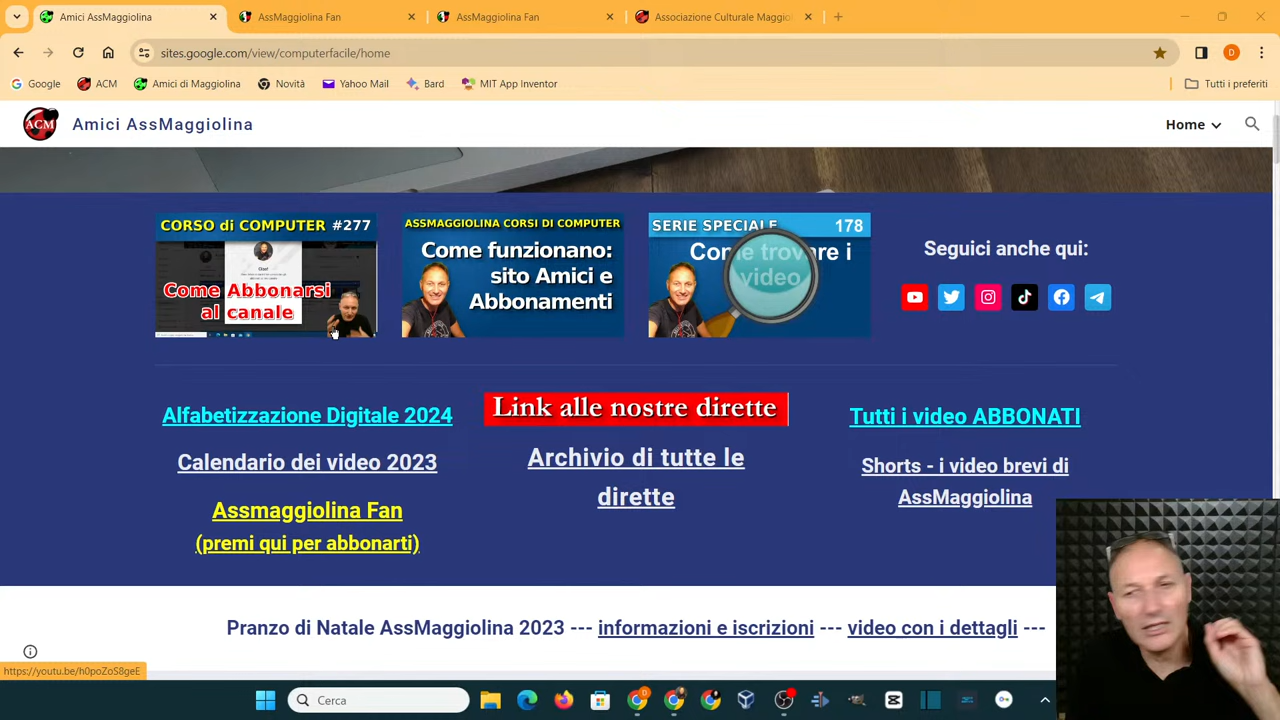 Amici AssMaggiolina
AssMaggiolina Fan
AssMaggiolina Fan
Associazione Culturale Maggiol
sites.google.com/view/computerfacile/home
D
Google
ACM
Amici di Maggiolina
Novità
Yahoo Mail
Bard
MIT App Inventor
Tutti i preferiti
ACM
Amici AssMaggiolina
Home
CORSO di COMPUTER #277
Come Abbonarsi
al canale
ASSMAGGIOLINA CORSI DI COMPUTER
Come funzionano:
sito Amici e
Abbonamenti
SERIE SPECIALE 178
Come trovare i
video
Seguici anche qui:
Alfabetizzazione Digitale 2024
Calendario dei video 2023
Assmaggiolina Fan
(premi qui per abbonarti)
Link alle nostre dirette
Archivio di tutte le
dirette
Tutti i video ABBONATI
Shorts - i video brevi di
AssMaggiolina
Pranzo di Natale AssMaggiolina 2023 --- informazioni e iscrizioni --- video con i dettagli ---
https://youtu.be/h0poZoS8geE
Cerca